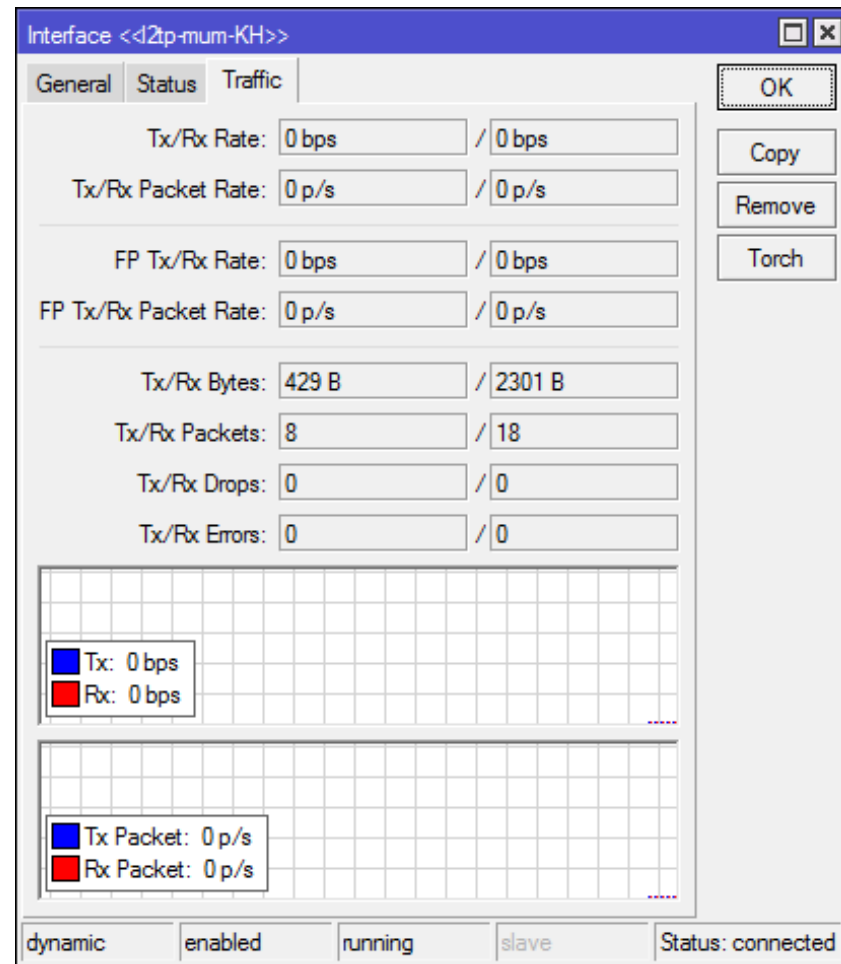 Interface <<l2tp-mum-KH>>
General Status Traffic
OK
Copy
Remove
Torch
Tx/Rx Rate: 0 bps / 0 bps
Tx/Rx Packet Rate: 0 p/s / 0 p/s
FP Tx/Rx Rate: 0 bps / 0 bps
FP Tx/Rx Packet Rate: 0 p/s / 0 p/s
Tx/Rx Bytes: 429 B / 2301 B
Tx/Rx Packets: 8 / 18
Tx/Rx Drops: 0 / 0
Tx/Rx Errors: 0 / 0
Tx: 0 bps
Rx: 0 bps
Tx Packet: 0 p/s
Rx Packet: 0 p/s
dynamic enabled running slave Status: connected